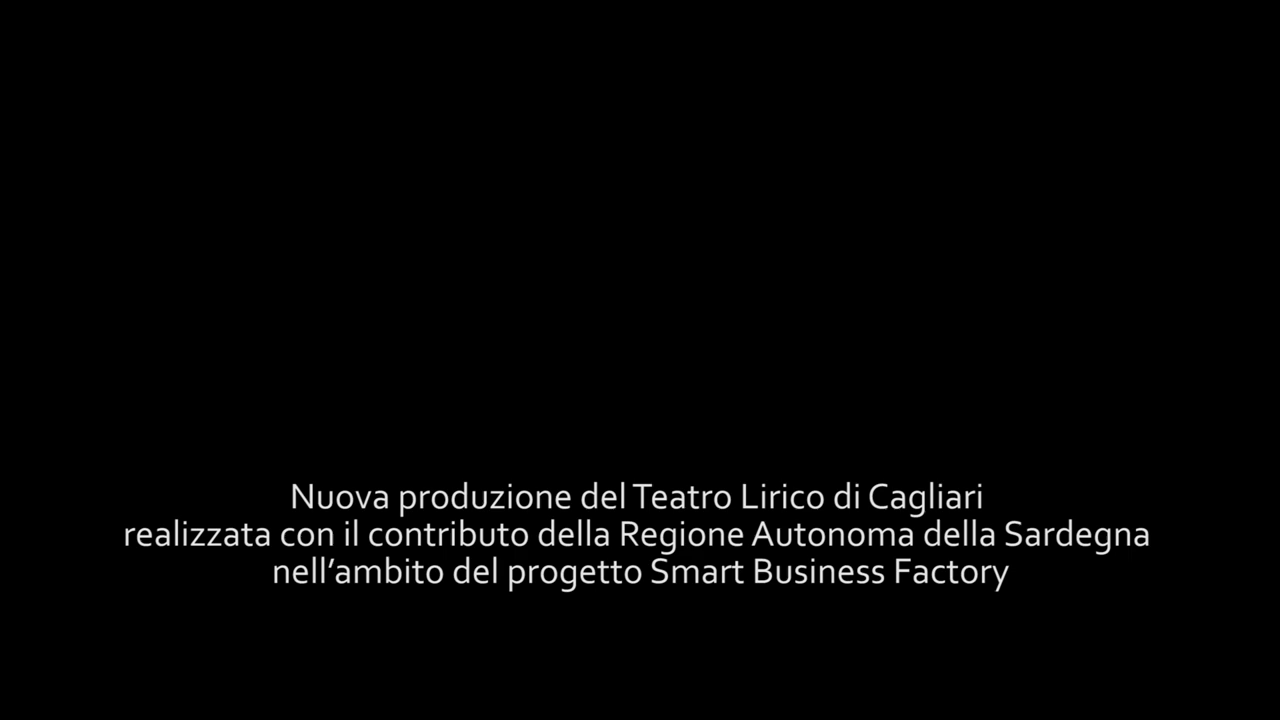 Nuova produzione del Teatro Lirico di Cagliari
realizzata con il contributo della Regione Autonoma della Sardegna
nell’ambito del progetto Smart Business Factory